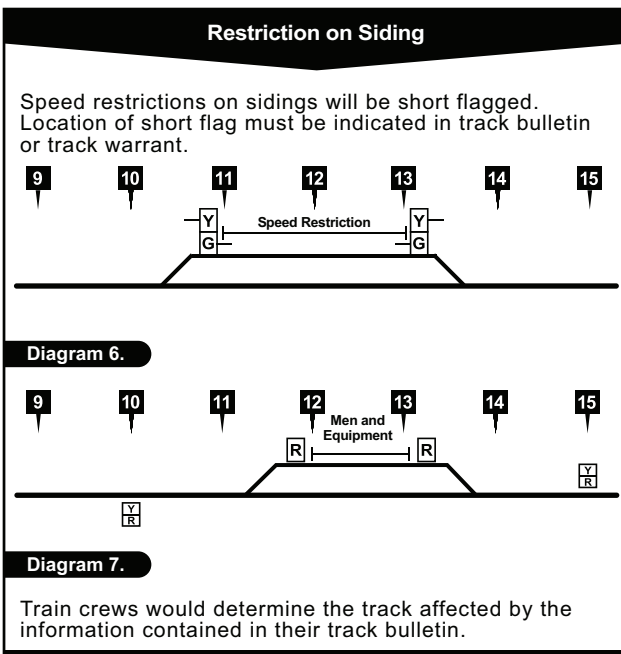 Restriction on Siding
Speed restrictions on sidings will be short flagged.
Location of short flag must be indicated in track bulletin
or track warrant.
9 10 11 12 13 14 15
Y Speed Restriction Y
G G
Diagram 6.
9 10 11 12 13 14 15
Men and
Equipment
R R
Y
R
Y
R
Diagram 7.
Train crews would determine the track affected by the
information contained in their track bulletin.